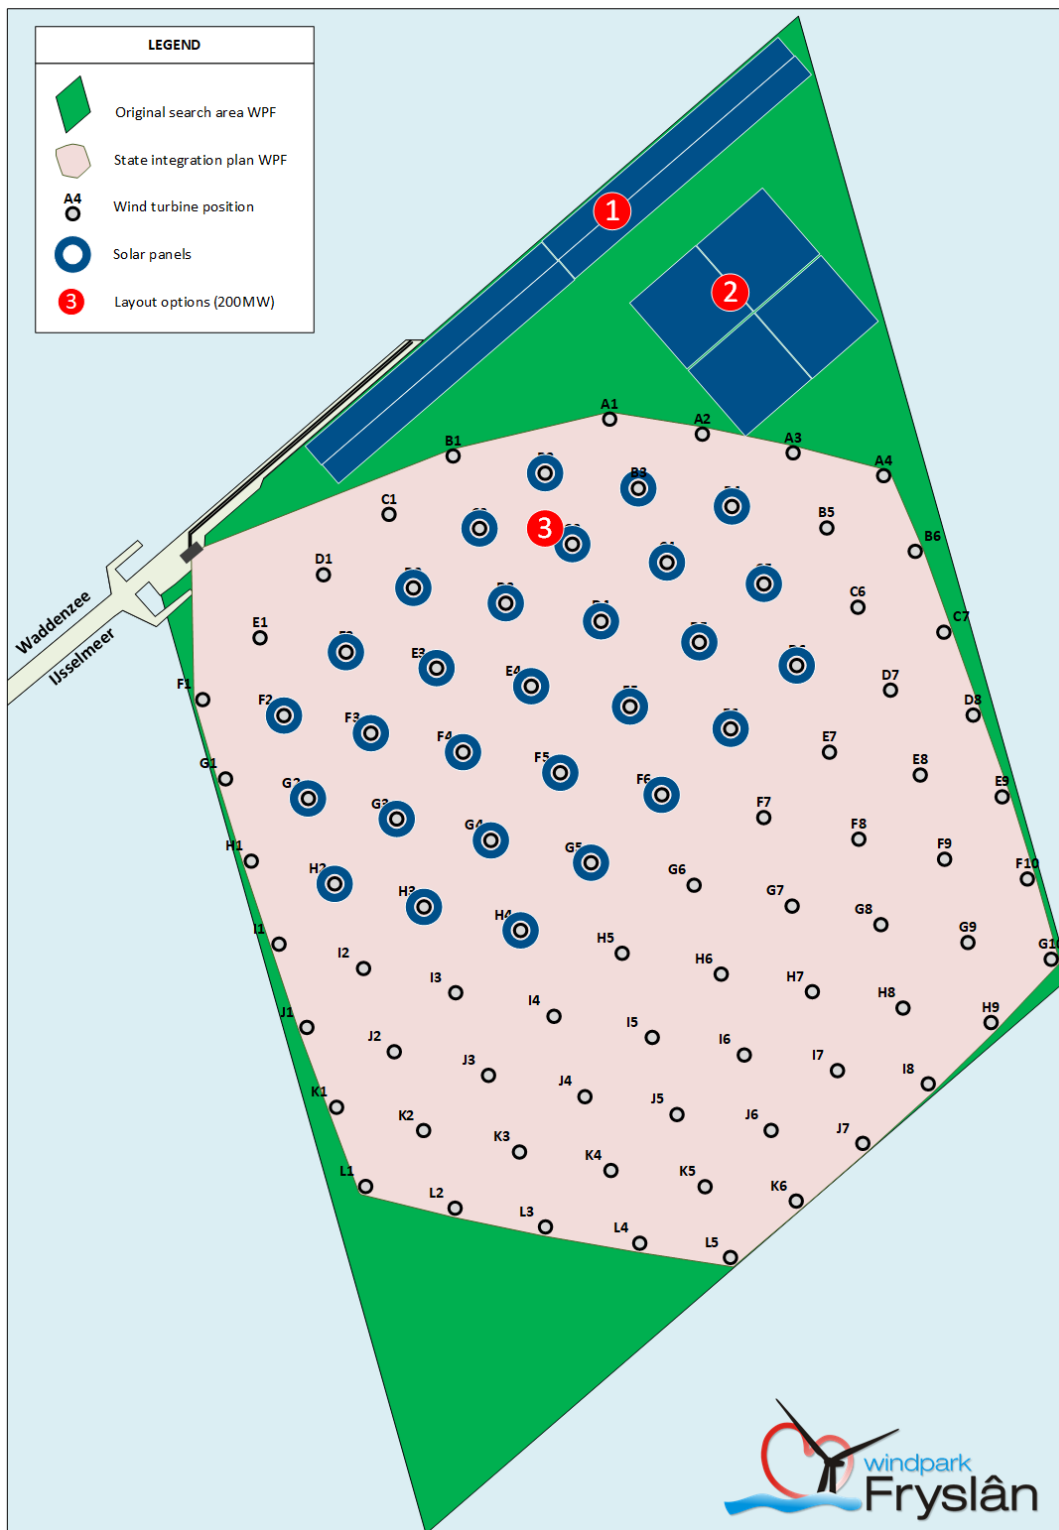 LEGEND
Original search area WPF
State integration plan WPF
A4
Wind turbine position
Solar panels
3
Layout options (200MW)
1
2
A1
A2
A3
B1
A4
B3
C1
B5
3
B6
D1
C6
Waddenzee
C7
E1
IJsselmeer
E3
E4
D7
F1
F2
D8
F3
F4
E7
F5
E8
G1
F6
E9
G2
G3
F7
G4
F8
H1
G5
F9
H2
G6
F10
H3
G7
H4
G8
I1
H5
G9
G10
I2
H6
I3
H7
I4
H8
J1
I5
H9
J2
I6
J3
I7
J4
I8
K1
J5
K2
J6
K3
J7
K4
L1
K5
L2
K6
L3
L4
L5
windpark
Fryslân